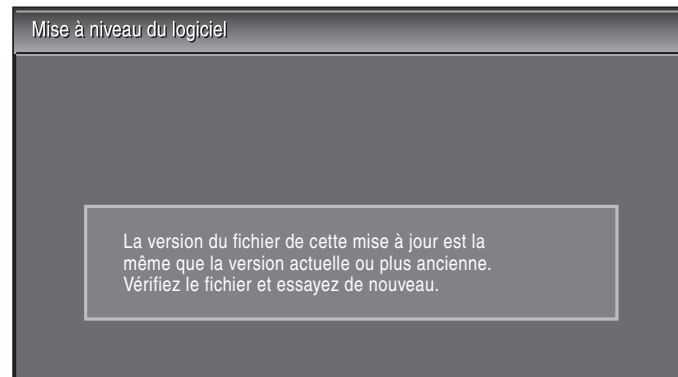 Mise à niveau du logiciel
La version du fichier de cette mise à jour est la
même que la version actuelle ou plus ancienne.
Vérifiez le fichier et essayez de nouveau.